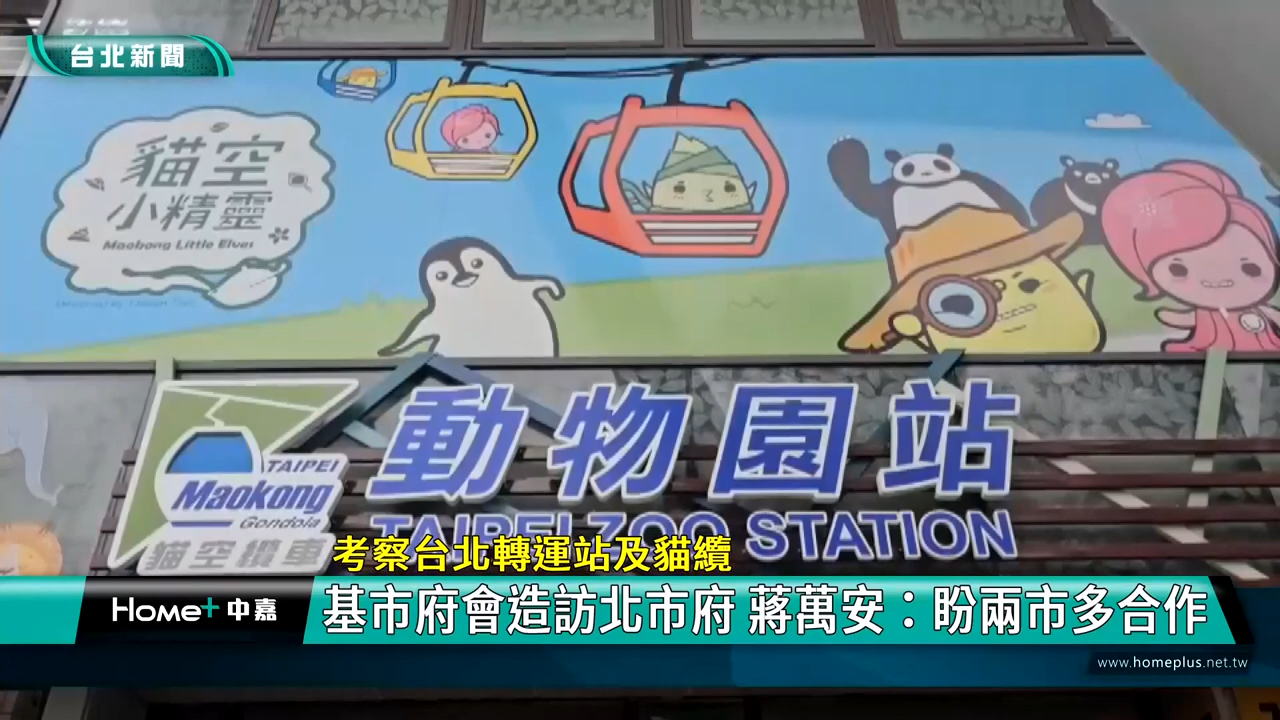 台北新聞
貓空
小精靈
Maokong Little Elves
動物園站
TAIPEI
Maokong
Gondola
貓空纜車
TAIPEI ZOO STATION
考察台北轉運站及貓纜
Home+中嘉
基市府會造訪北市府 蔣萬安：盼兩市多合作
www.homeplus.net.tw